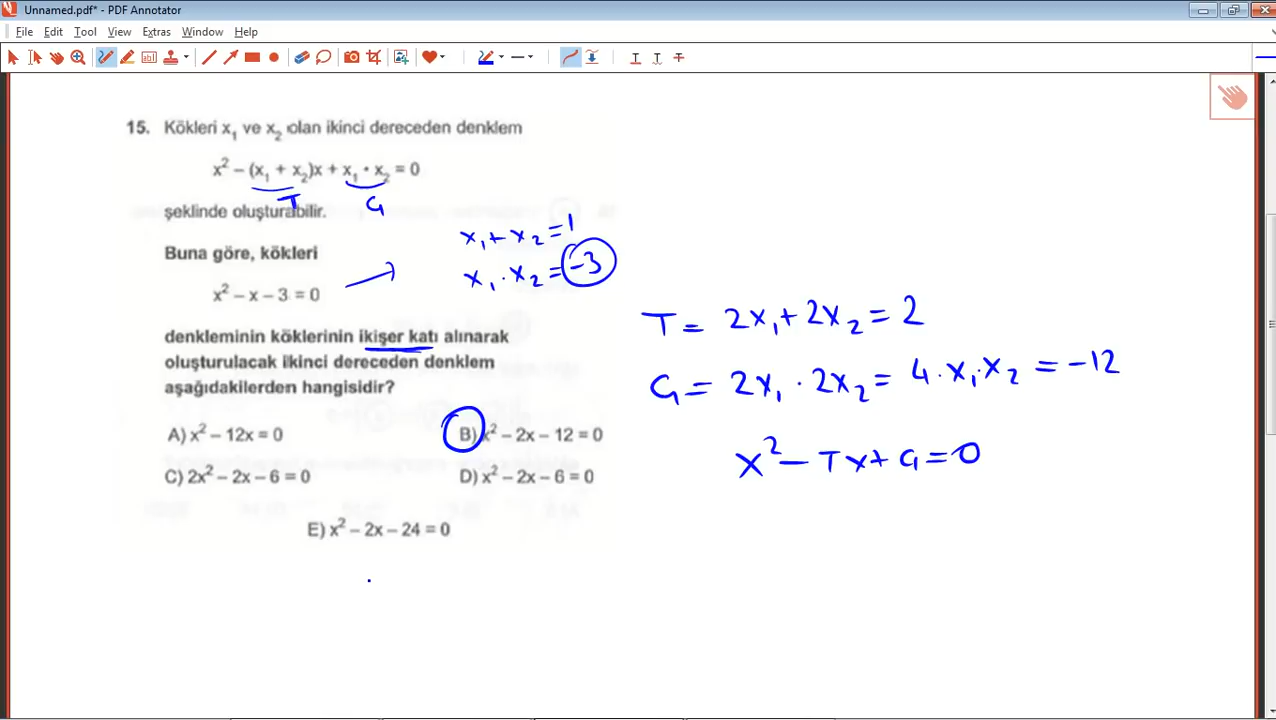 Unnamed.pdf* - PDF Annotator
File Edit Tool View Extras Window Help
15. Kökleri x₁ ve x₂ olan ikinci dereceden denklem
x² – (x₁ + x₂)x + x₁ · x₂ = 0
T G
şeklinde oluşturabilir.
x₁ + x₂ = 1
Buna göre, kökleri
x₁ · x₂ = -3
x² – x – 3 = 0
denkleminin köklerinin ikişer katı alınarak
oluşturulacak ikinci dereceden denklem
aşağıdakilerden hangisidir?
T = 2x₁ + 2x₂ = 2
G = 2x₁ · 2x₂ = 4 · x₁ · x₂ = -12
x² - Tx + G = 0
A) x² – 12x = 0 B) x² – 2x – 12 = 0
C) 2x² – 2x – 6 = 0 D) x² – 2x – 6 = 0
E) x² – 2x – 24 = 0